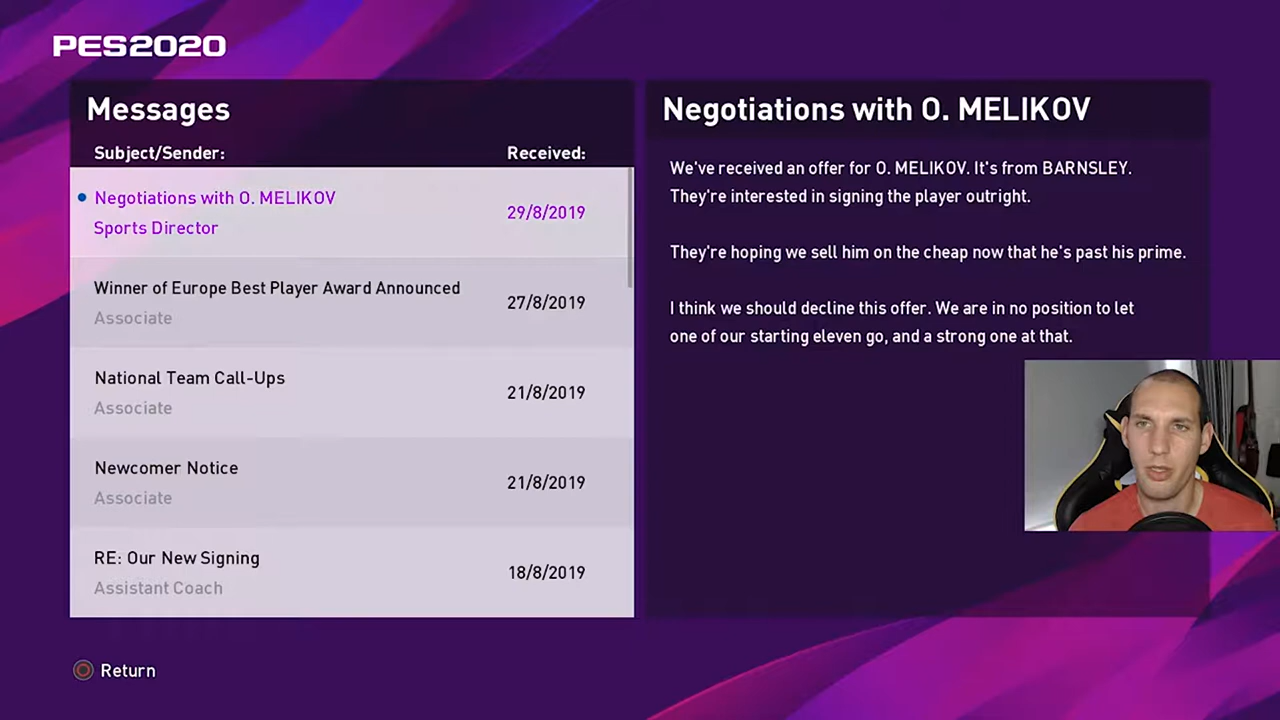 PES2020
Messages
Subject/Sender:
Received:
Negotiations with O. MELIKOV
Sports Director
29/8/2019
Winner of Europe Best Player Award Announced
Associate
27/8/2019
National Team Call-Ups
Associate
21/8/2019
Newcomer Notice
Associate
21/8/2019
RE: Our New Signing
Assistant Coach
18/8/2019
Negotiations with O. MELIKOV
We've received an offer for O. MELIKOV. It's from BARNSLEY.
They're interested in signing the player outright.
They're hoping we sell him on the cheap now that he's past his prime.
I think we should decline this offer. We are in no position to let
one of our starting eleven go, and a strong one at that.
Return